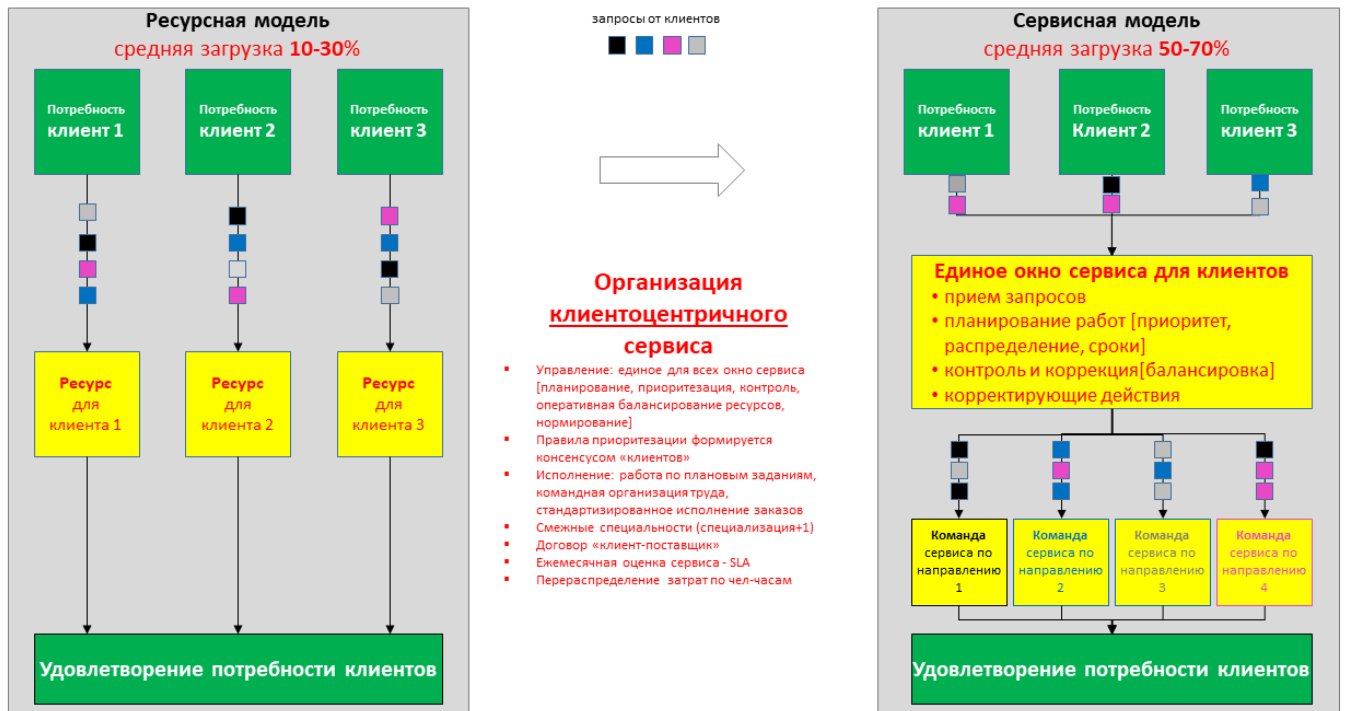 Ресурсная модель
средняя загрузка 10-30%
Потребность
клиент 1
Потребность
клиент 2
Потребность
клиент 3
Ресурс
для
клиента 1
Ресурс
для
клиента 2
Ресурс
для
клиента 3
Удовлетворение потребности клиентов
запросы от клиентов
Организация
клиентоцентричного
сервиса
▪ Управление: единое для всех окно сервиса
[планирование, приоритезация, контроль,
оперативная балансирование ресурсов,
нормирование]
▪ Правила приоритезации формируется
консенсусом «клиентов»
▪ Исполнение: работа по плановым заданиям,
командная организация труда,
стандартизированное исполнение заказов
▪ Смежные специальности (специализация+1)
▪ Договор «клиент-поставщик»
▪ Ежемесячная оценка сервиса - SLA
▪ Перераспределение затрат по чел-часам
Сервисная модель
средняя загрузка 50-70%
Потребность
клиент 1
Потребность
Клиент 2
Потребность
клиент 3
Единое окно сервиса для клиентов
• прием запросов
• планирование работ [приоритет,
распределение, сроки]
• контроль и коррекция[балансировка]
• корректирующие действия
Команда
сервиса по
направлению
1
Команда
сервиса по
направлению
2
Команда
сервиса по
направлению
3
Команда
сервиса по
направлению
4
Удовлетворение потребности клиентов